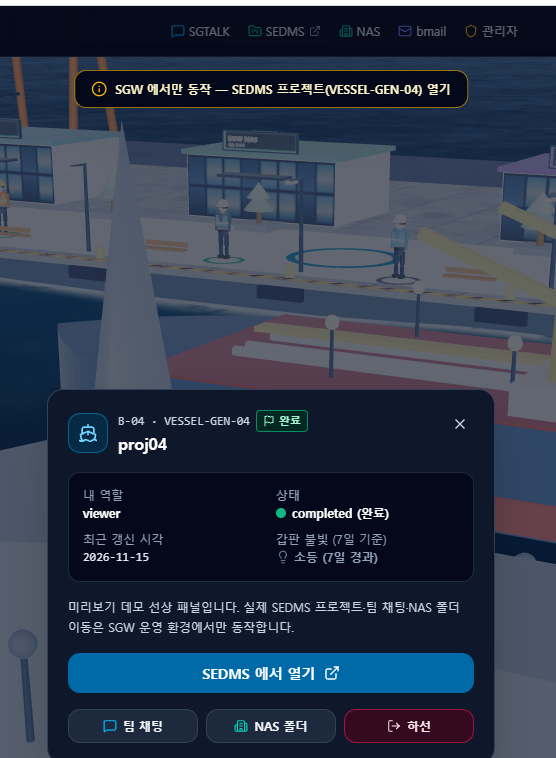 SGTALK SEDMS NAS bmail 관리자
SGW 에서만 동작 — SEDMS 프로젝트(VESSEL-GEN-04) 열기
SGW NAS
B-04 · VESSEL-GEN-04 완료
proj04
내 역할 상태
viewer completed (완료)
최근 갱신 시각 갑판 불빛 (7일 기준)
2026-11-15 소등 (7일 경과)
미리보기 데모 선상 패널입니다. 실제 SEDMS 프로젝트·팀 채팅·NAS 폴더
이동은 SGW 운영 환경에서만 동작합니다.
SEDMS 에서 열기
팀 채팅 NAS 폴더 하선